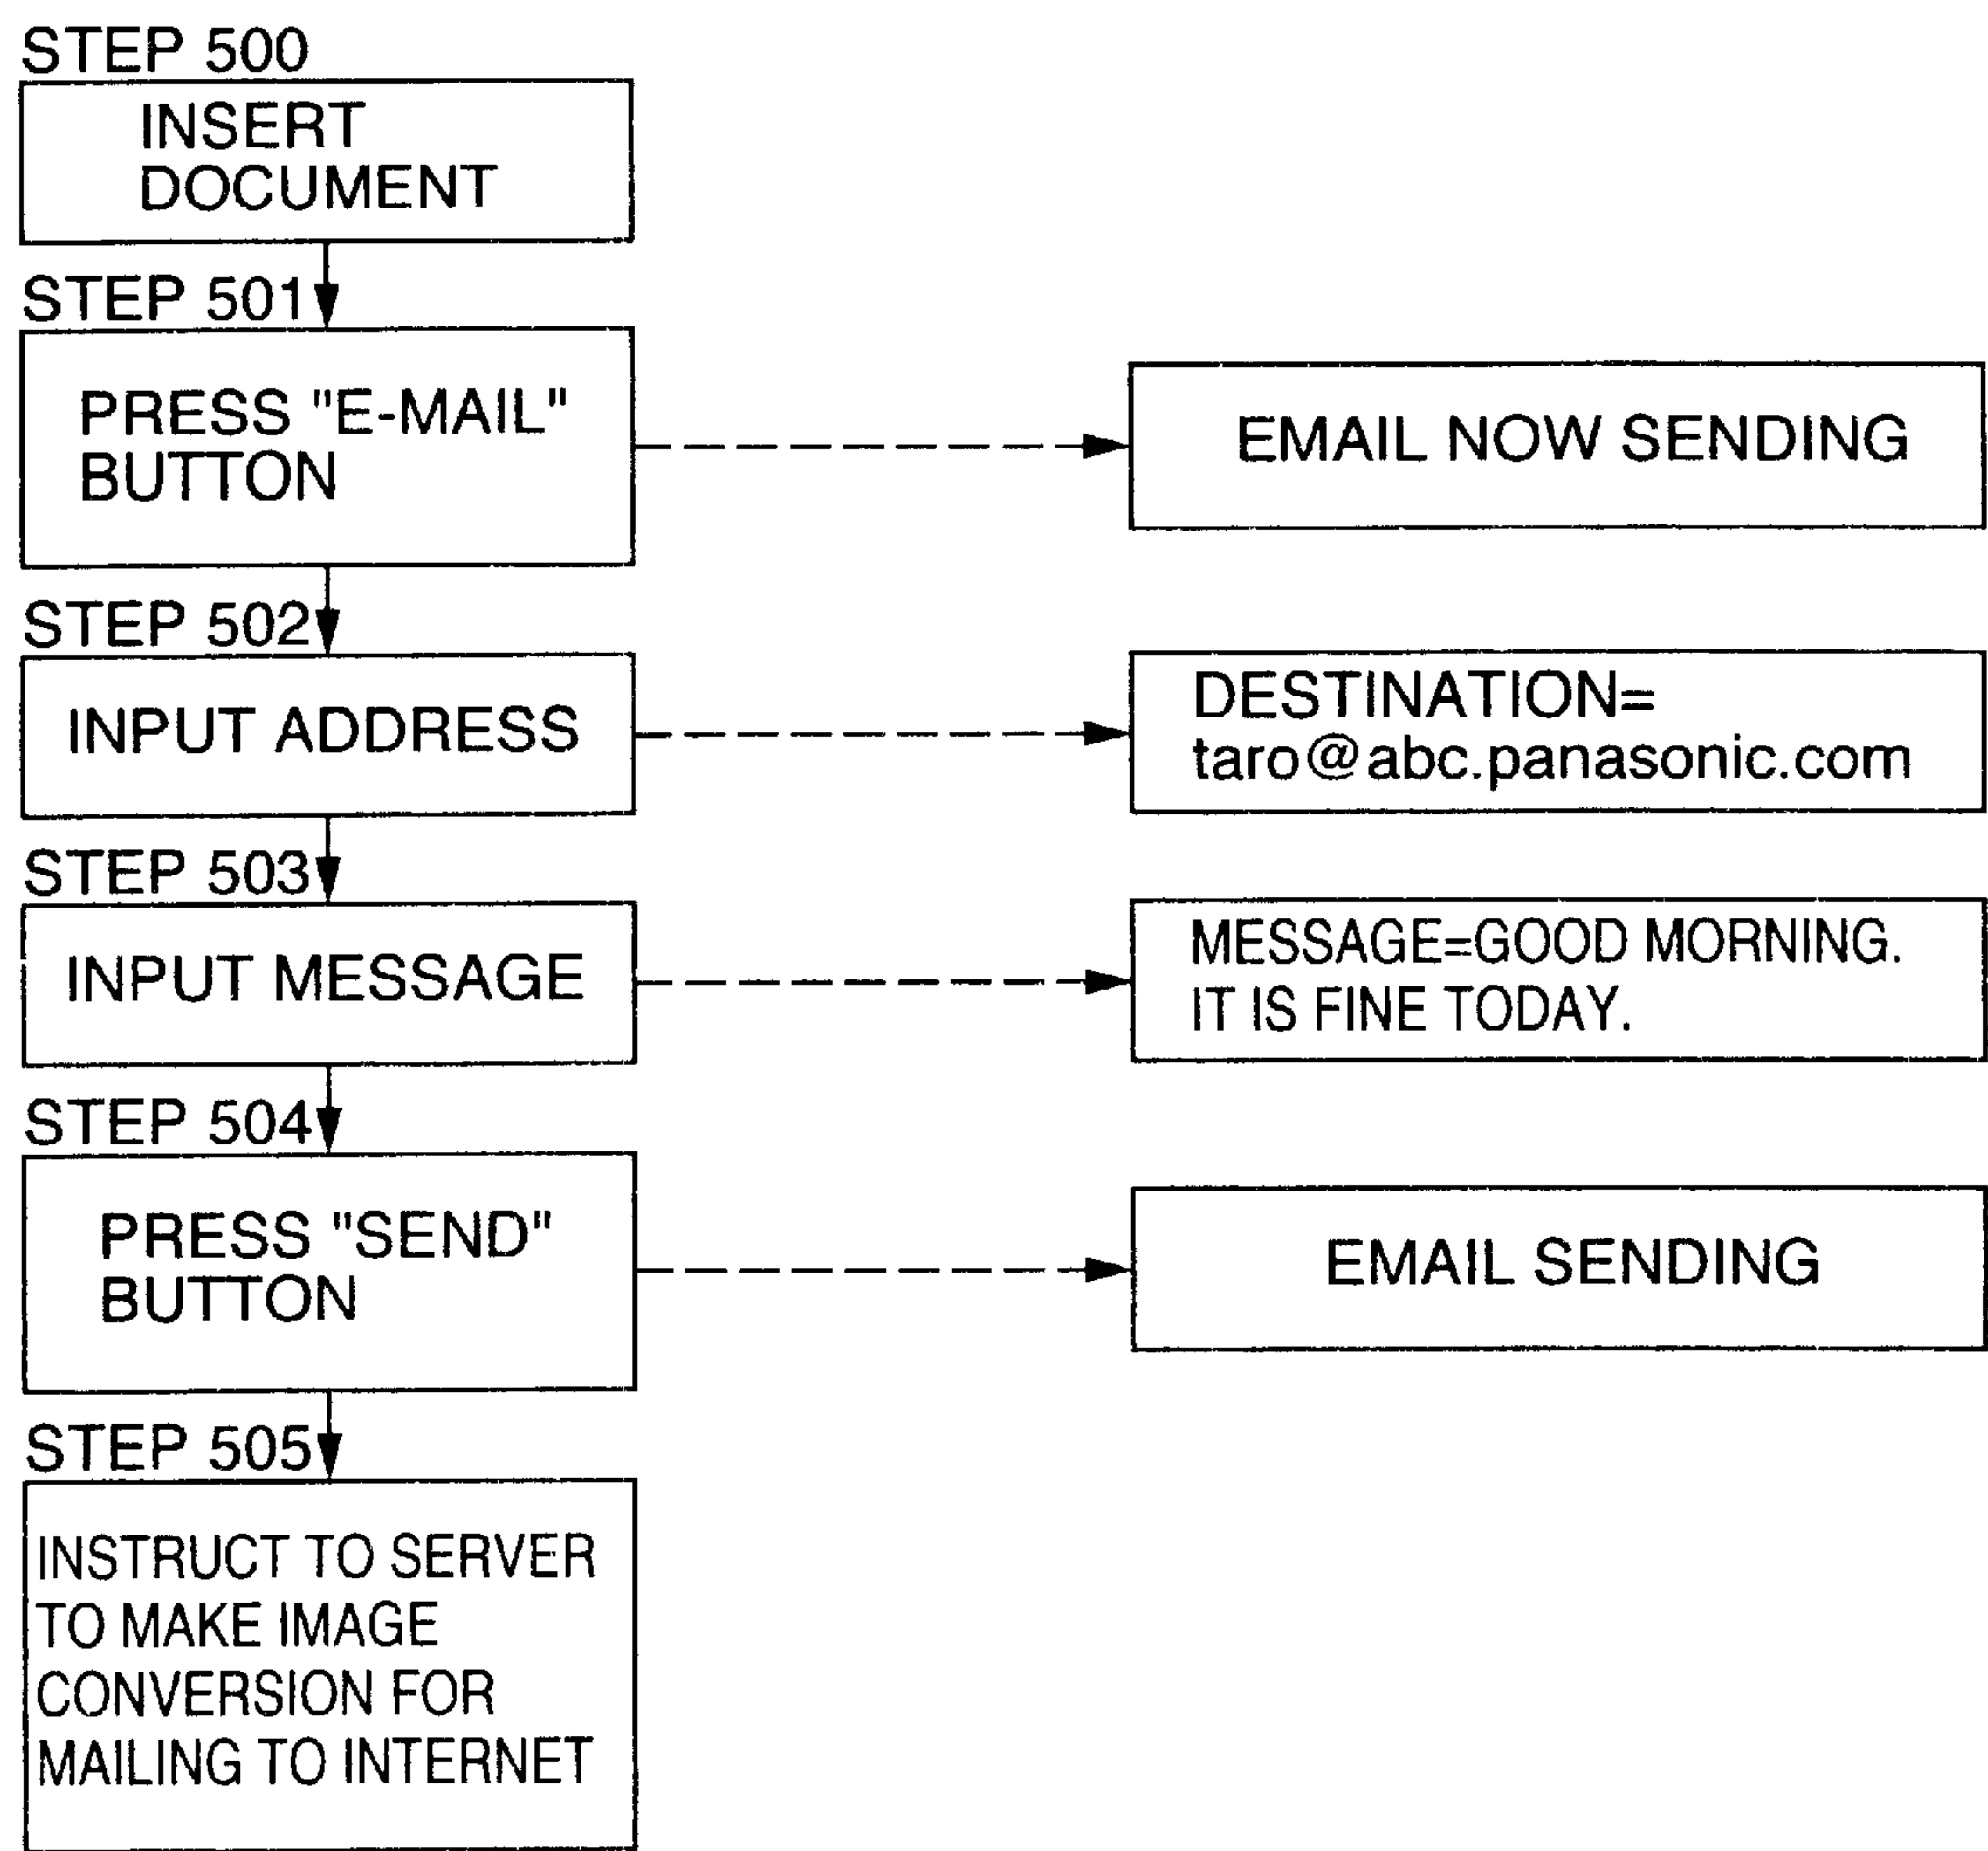 STEP 500
INSERT
DOCUMENT
STEP 501
PRESS "E-MAIL"
BUTTON
EMAIL NOW SENDING
STEP 502
INPUT ADDRESS
DESTINATION=
taro@abc.panasonic.com
STEP 503
INPUT MESSAGE
MESSAGE=GOOD MORNING.
IT IS FINE TODAY.
STEP 504
PRESS "SEND"
BUTTON
EMAIL SENDING
STEP 505
INSTRUCT TO SERVER
TO MAKE IMAGE
CONVERSION FOR
MAILING TO INTERNET